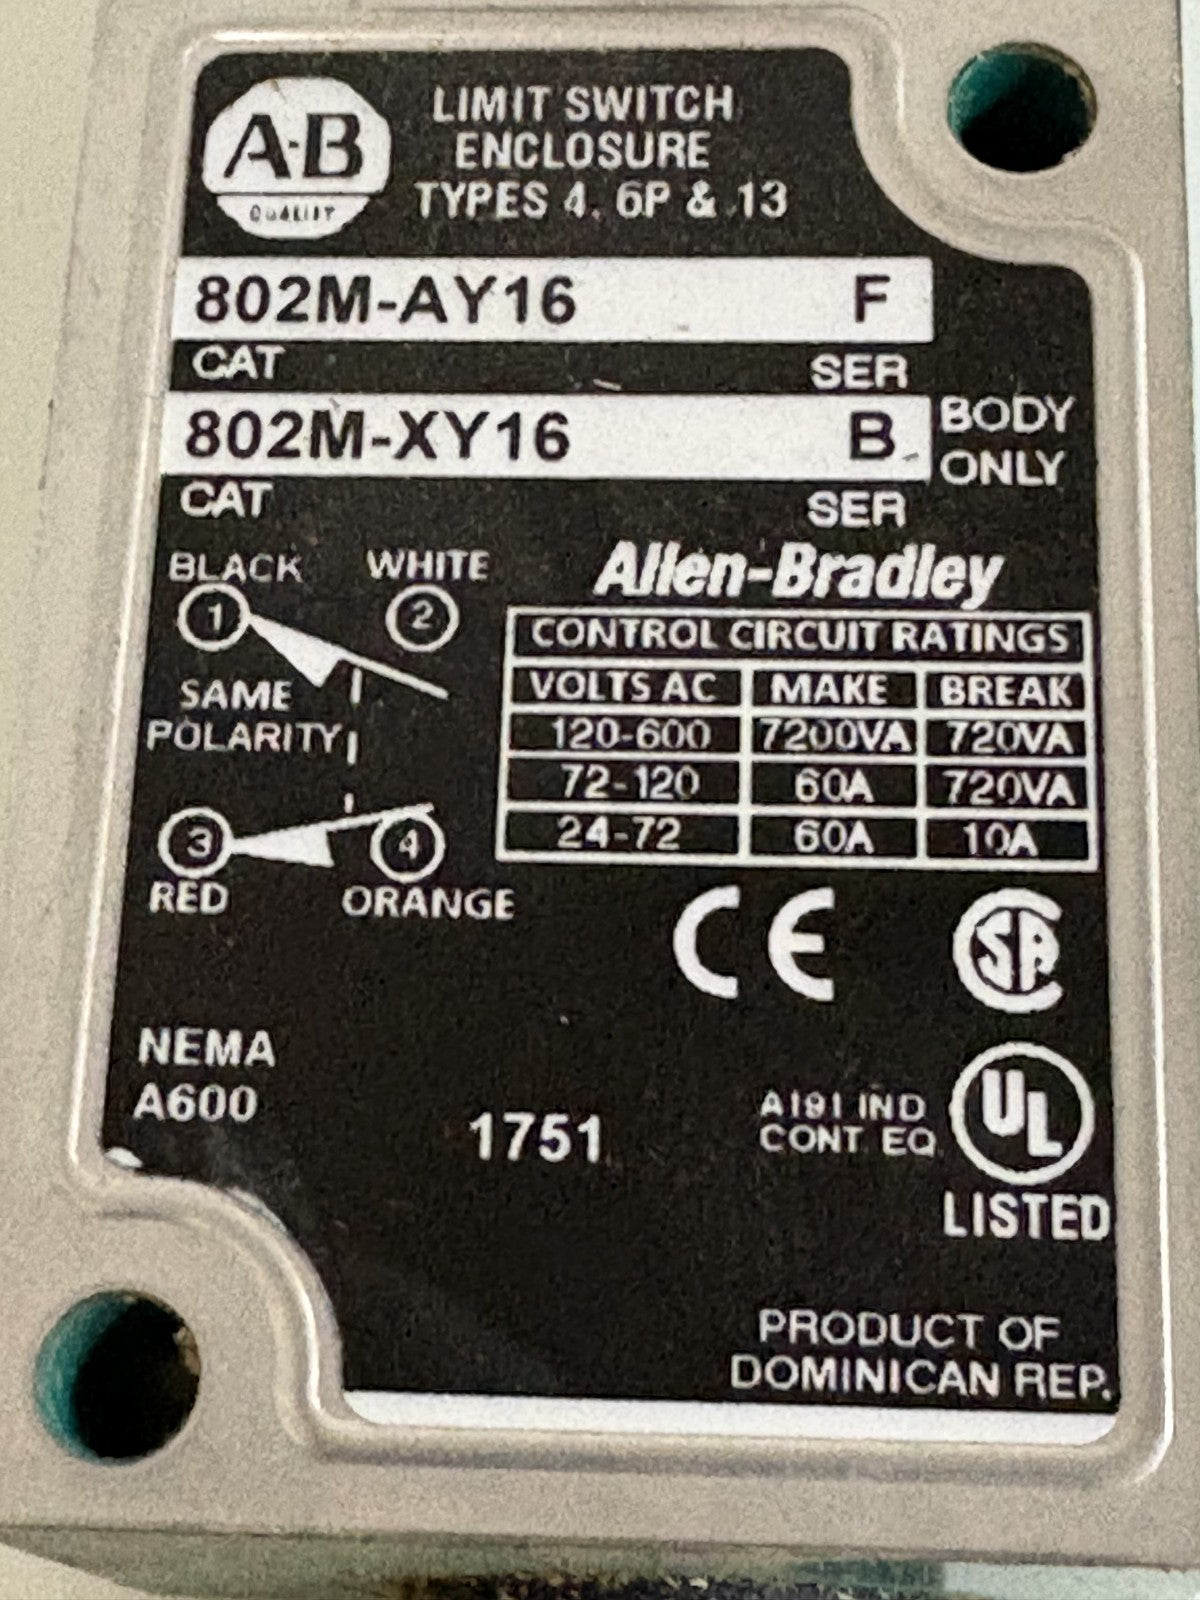 A-B
QUALITY
LIMIT SWITCH
ENCLOSURE
TYPES 4, 6P & 13
802M-AY16 F
CAT SER
802M-XY16 B
BODY
ONLY
CAT SER
BLACK WHITE
1 2
SAME
POLARITY
3 4
RED ORANGE
Allen-Bradley
CONTROL CIRCUIT RATINGS
VOLTS AC MAKE BREAK
120-600 7200VA 720VA
72-120 60A 720VA
24-72 60A 10A
CE SA
NEMA
A600
1751
A191 IND
CONT. EQ.
UL
LISTED
PRODUCT OF
DOMINICAN REP.